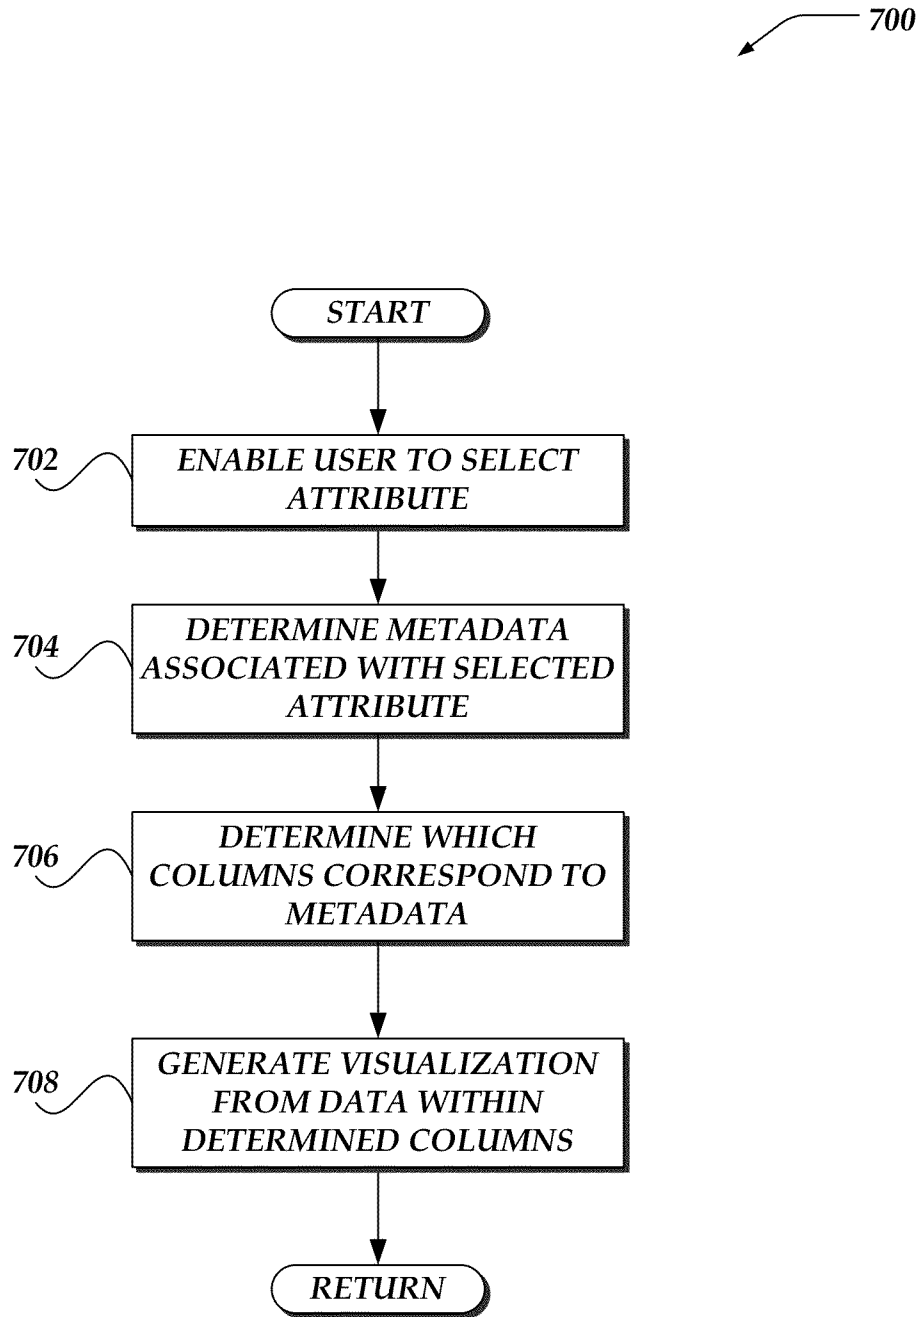 700
START
702
ENABLE USER TO SELECT
ATTRIBUTE
704
DETERMINE METADATA
ASSOCIATED WITH SELECTED
ATTRIBUTE
706
DETERMINE WHICH
COLUMNS CORRESPOND TO
METADATA
708
GENERATE VISUALIZATION
FROM DATA WITHIN
DETERMINED COLUMNS
RETURN